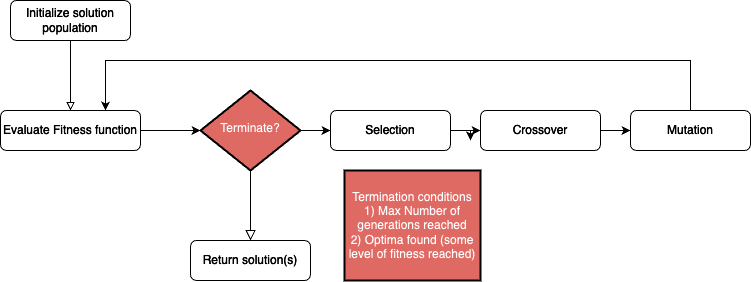 Initialize solution
population
Evaluate Fitness function
Terminate?
Selection
Crossover
Mutation
Termination conditions
1) Max Number of
generations reached
2) Optima found (some
level of fitness reached)
Return solution(s)